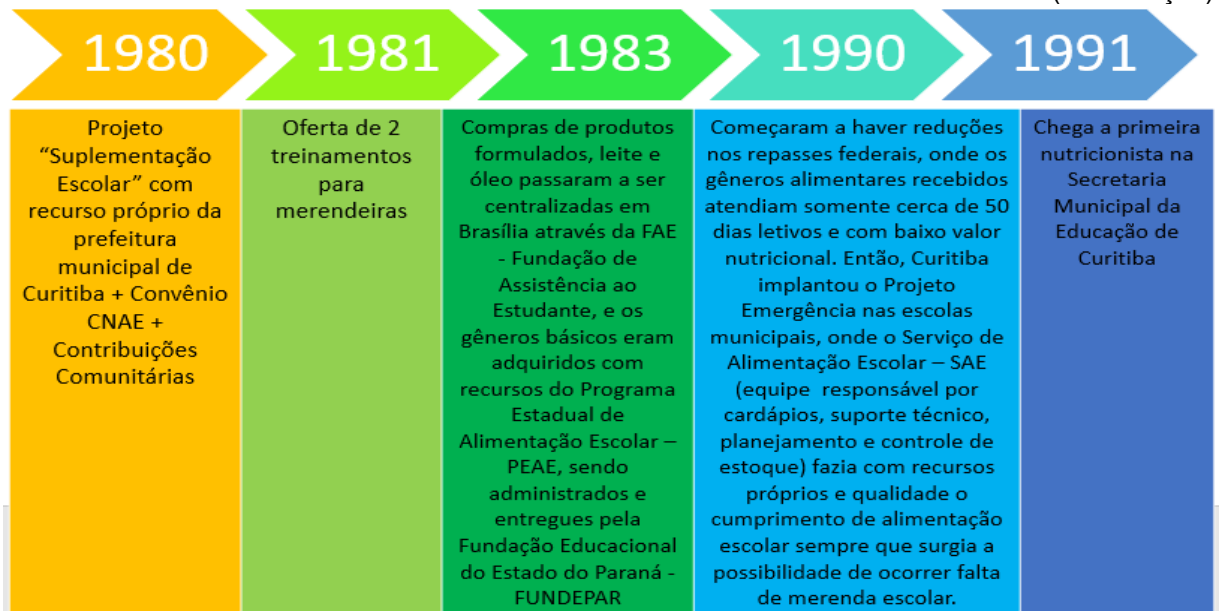 1980
1981
1983
1990
1991
Projeto
“Suplementação
Escolar” com
recurso próprio da
prefeitura
municipal de
Curitiba + Convênio
CNAE +
Contribuições
Comunitárias
Oferta de 2
treinamentos
para
merendeiras
Compras de produtos
formulados, leite e
óleo passaram a ser
centralizadas em
Brasília através da FAE
- Fundação de
Assistência ao
Estudante, e os
gêneros básicos eram
adquiridos com
recursos do Programa
Estadual de
Alimentação Escolar –
PEAE, sendo
administrados e
entregues pela
Fundação Educacional
do Estado do Paraná -
FUNDEPAR
Começaram a haver reduções
nos repasses federais, onde os
gêneros alimentares recebidos
atendiam somente cerca de 50
dias letivos e com baixo valor
nutricional. Então, Curitiba
implantou o Projeto
Emergência nas escolas
municipais, onde o Serviço de
Alimentação Escolar – SAE
(equipe responsável por
cardápios, suporte técnico,
planejamento e controle de
estoque) fazia com recursos
próprios e qualidade o
cumprimento de alimentação
escolar sempre que surgia a
possibilidade de ocorrer falta
de merenda escolar.
Chega a primeira
nutricionista na
Secretaria
Municipal da
Educação de
Curitiba